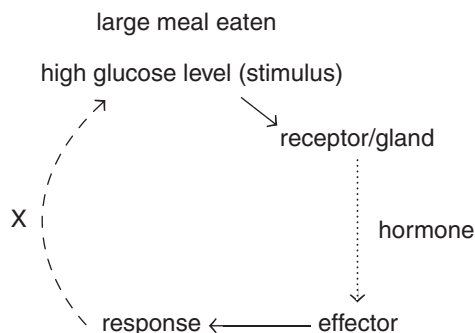 large meal eaten
high glucose level (stimulus)
receptor/gland
X
hormone
response
effector